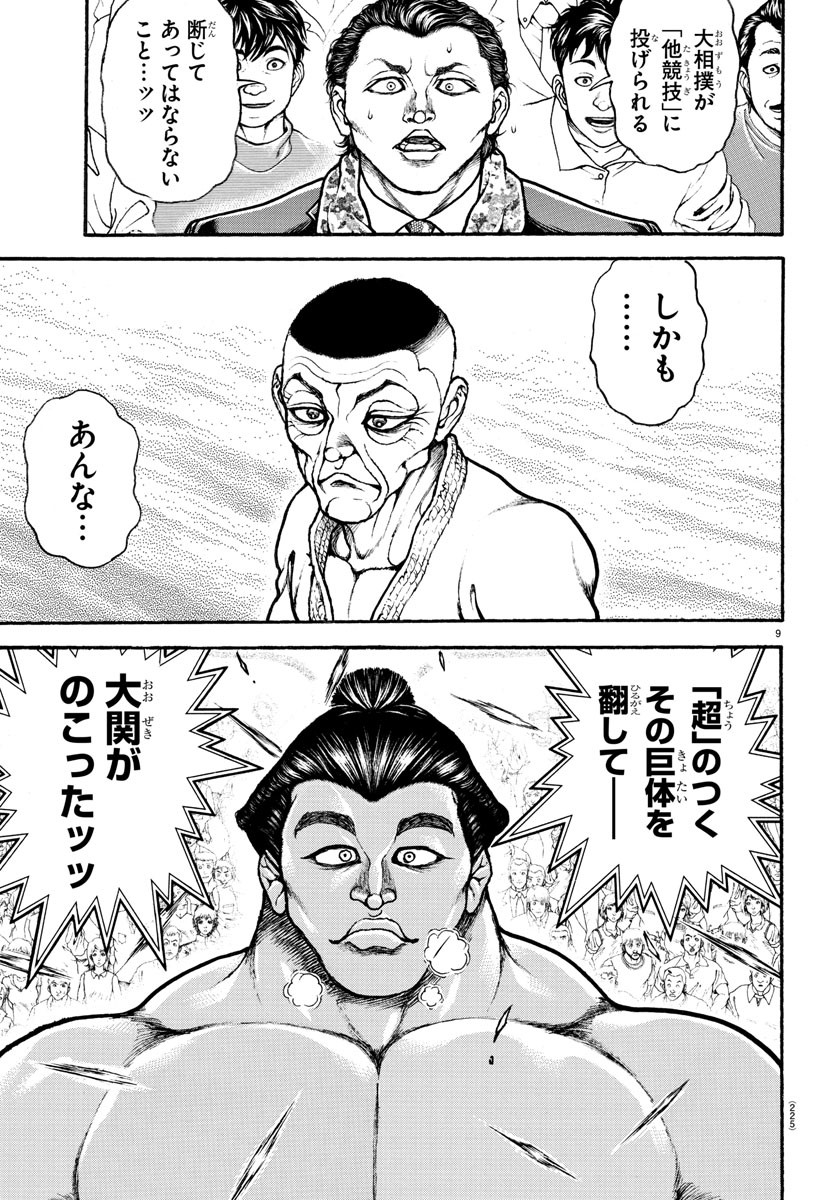 大相撲が
「他競技」に
投げられる
断じて
あってはならない
こと…ッッ
しかも
……
あんな…
9
「超」のつく
その巨体を
翻して──
大関が
のこったッッ
(225)